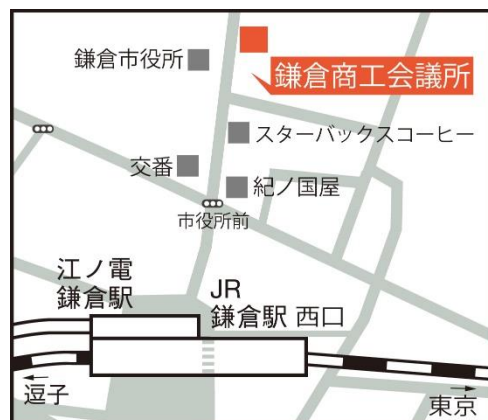 鎌倉市役所
鎌倉商工会議所
スターバックスコーヒー
交番
紀ノ国屋
市役所前
江ノ電
鎌倉駅
JR
鎌倉駅 西口
逗子
東京